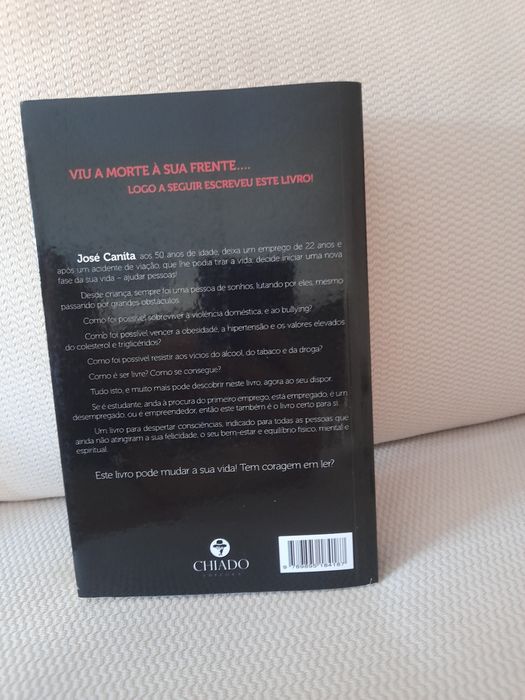 VIU A MORTE À SUA FRENTE....
LOGO A SEGUIR ESCREVEU ESTE LIVRO!
José Canita aos 50 anos de idade, deixa um emprego de 22 anos e
após um acidente de viação, que lhe podia tirar a vida, decide iniciar uma nova
fase da sua vida – ajudar pessoas!
Desde criança, sempre foi uma pessoa de sonhos, lutando por eles, mesmo
passando por grandes obstáculos.
Como foi possível sobreviver à violência doméstica, e ao bullying?
Como foi possível vencer a obesidade, a hipertensão e os valores elevados
do colesterol e triglicéridos?
Como foi possível resistir aos vícios do álcool, do tabaco e da droga?
Como é ser livre? Como se consegue?
Tudo isto, e muito mais pode descobrir neste livro, agora ao seu dispor.
Se é estudante, anda à procura do primeiro emprego, está empregado, é um
desempregado, ou é empreendedor, então este também é o livro certo para si.
Um livro para despertar consciências, indicado para todas as pessoas que
ainda não atingiram a sua felicidade, o seu bem-estar e equilíbrio físico, mental e
espiritual.
Este livro pode mudar a sua vida! Tem coragem em ler?
CHIADO
EDITORA